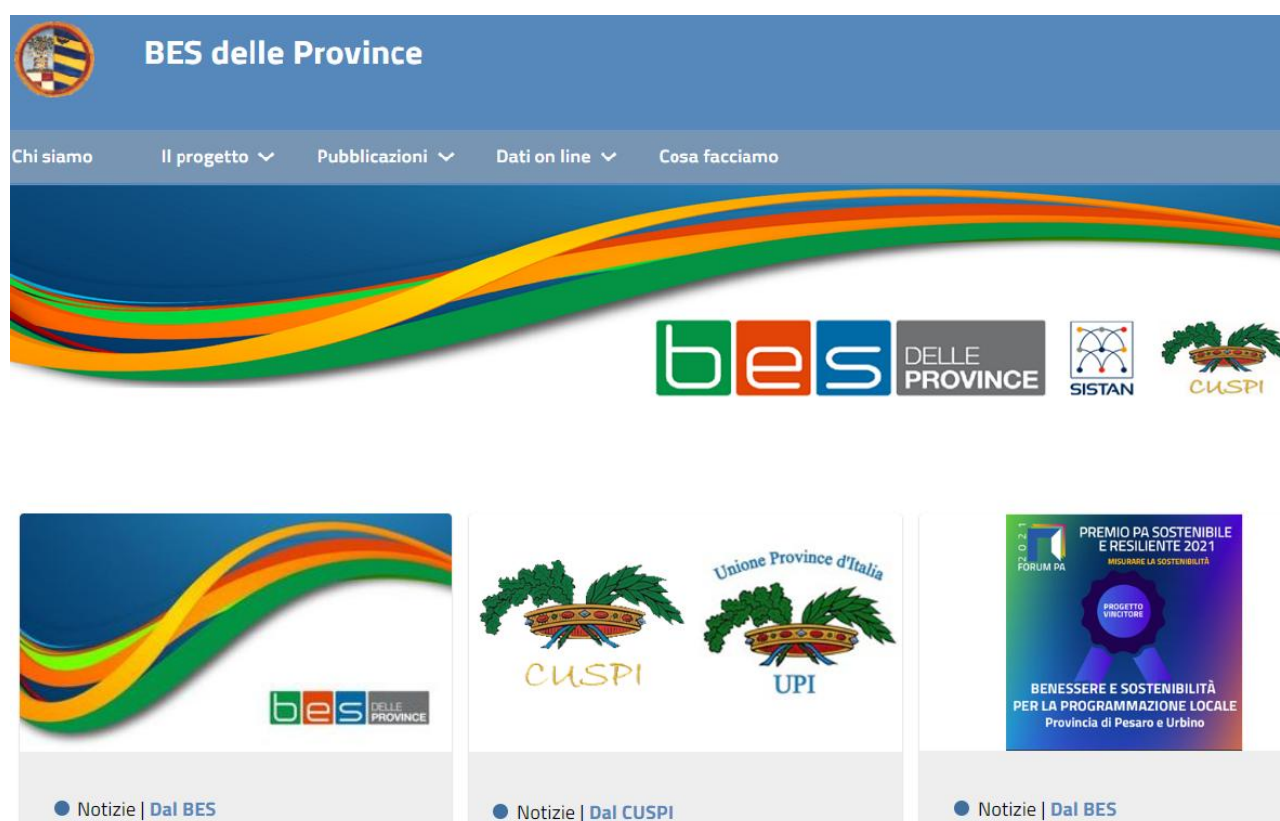 BES delle Province
Chi siamo Il progetto Pubblicazioni Dati on line Cosa facciamo
bes DELLE PROVINCE
SISTAN
CUSPI
bes DELLE PROVINCE
CUSPI
Unione Province d'Italia
UPI
2021
FORUM PA
PREMIO PA SOSTENIBILE
E RESILIENTE 2021
MISURARE LA SOSTENIBILITÀ
PROGETTO
VINCITORE
BENESSERE E SOSTENIBILITÀ
PER LA PROGRAMMAZIONE LOCALE
Provincia di Pesaro e Urbino
Notizie | Dal BES
Notizie | Dal CUSPI
Notizie | Dal BES